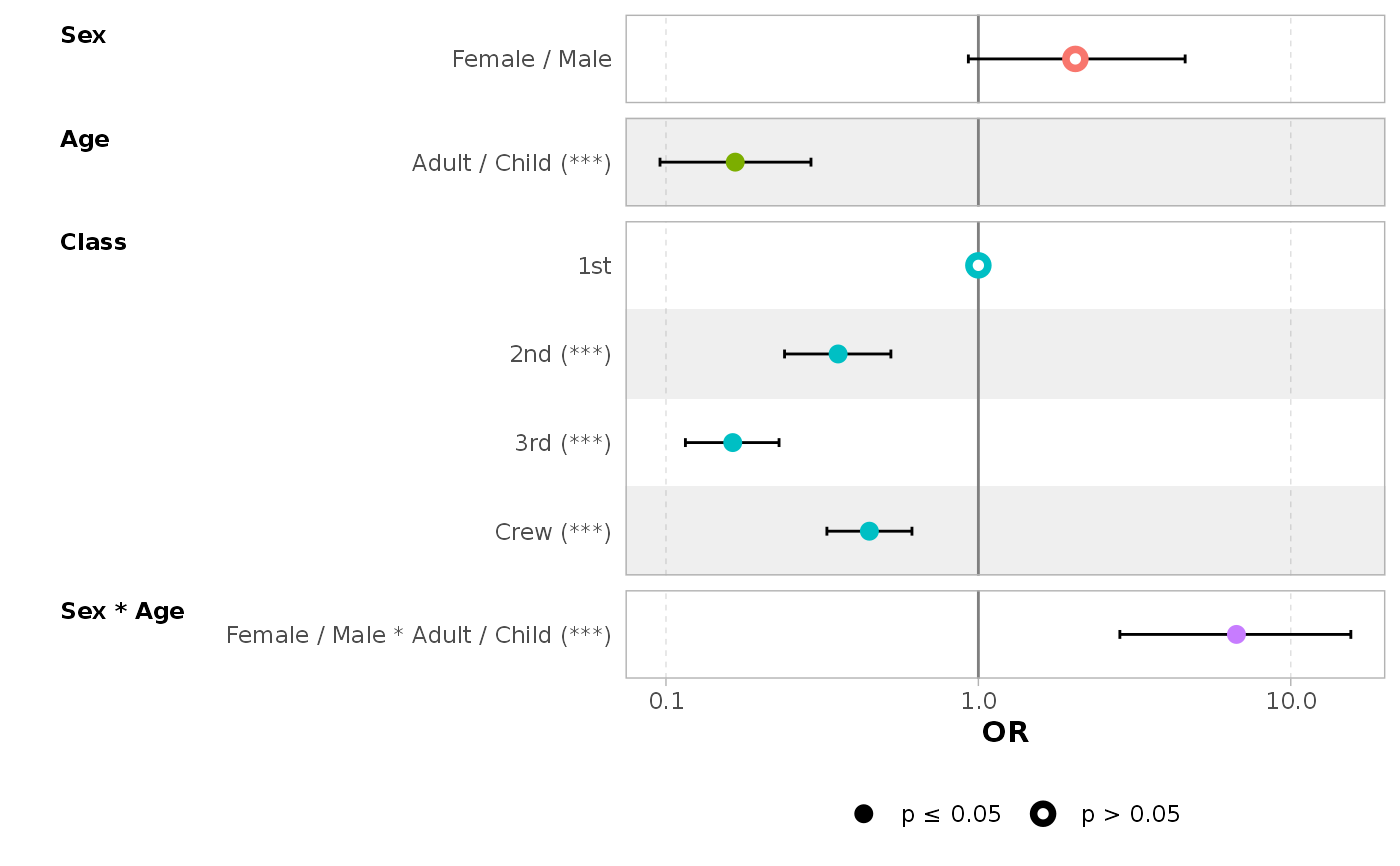 Sex
Female / Male
Age
Adult / Child (***)
Class
1st
2nd (***)
3rd (***)
Crew (***)
Sex * Age
Female / Male * Adult / Child (***)
0.1 1.0 10.0
OR
p ≤ 0.05 p > 0.05